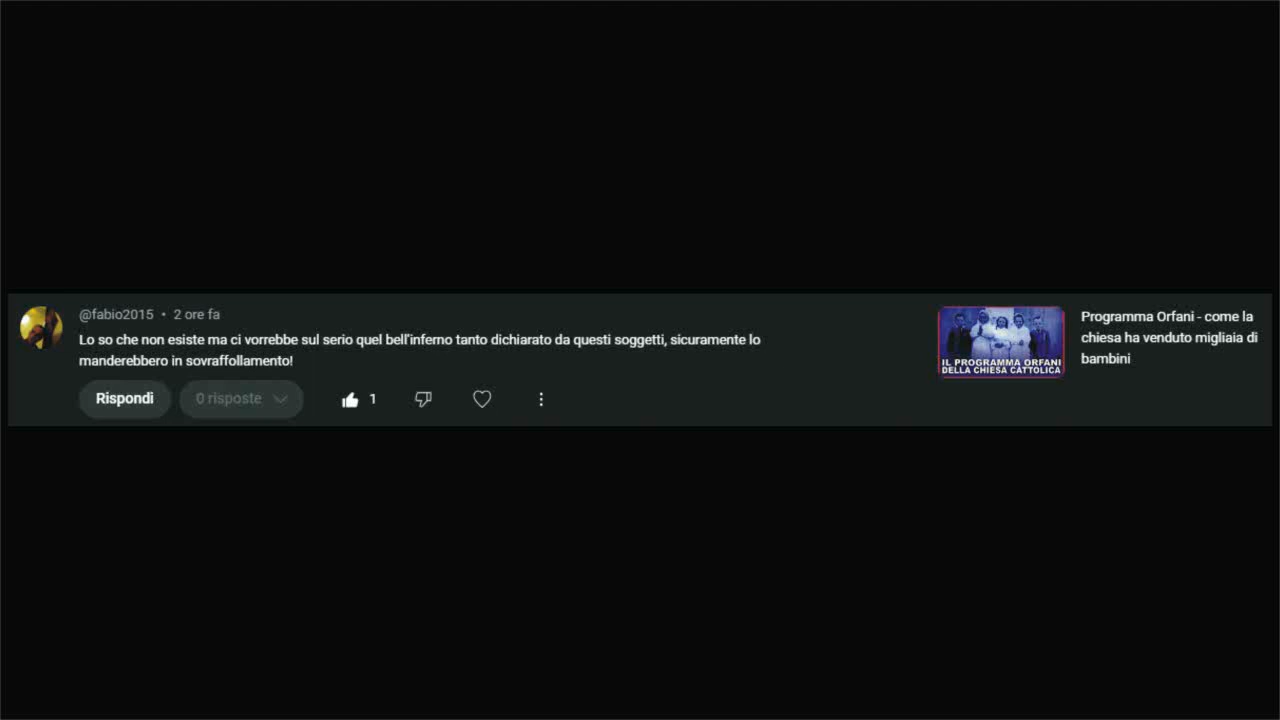 @fabio2015 • 2 ore fa
Lo so che non esiste ma ci vorrebbe sul serio quel bell'inferno tanto dichiarato da questi soggetti, sicuramente lo
manderebbero in sovraffollamento!
Rispondi
0 risposte
1
IL PROGRAMMA ORFANI
DELLA CHIESA CATTOLICA
Programma Orfani - come la
chiesa ha venduto migliaia di
bambini